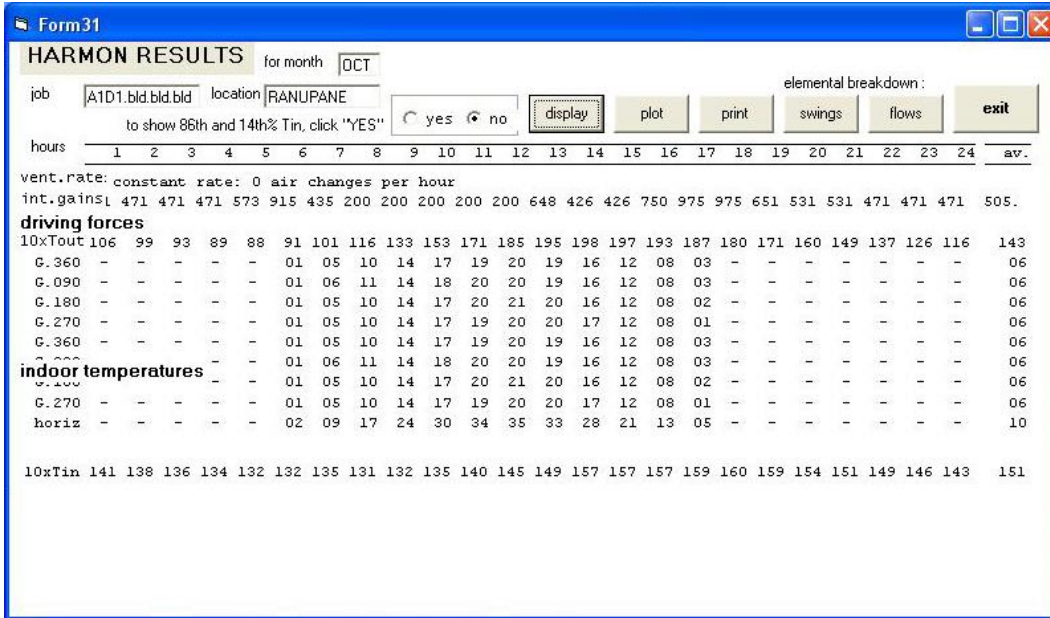 Form31
HARMON RESULTS for month OCT
elemental breakdown :
job A1D1.bld.bld.bld location RANUPANE
yes no display plot print swings flows exit
to show 86th and 14th% Tin, click "YES"
hours 1 2 3 4 5 6 7 8 9 10 11 12 13 14 15 16 17 18 19 20 21 22 23 24 av.
vent.rate: constant rate: 0 air changes per hour
int.gains 471 471 471 573 915 435 200 200 200 200 200 200 648 426 426 750 975 975 651 531 531 471 471 471 505.
driving forces
10xTout 106 99 93 89 88 91 101 116 133 153 171 185 195 198 197 193 187 180 171 160 149 137 126 116 143
G.360 - - - - - 01 05 10 14 17 19 20 19 16 12 08 03 - - - - - - - 06
G.090 - - - - - 01 06 11 14 18 20 20 19 16 12 08 03 - - - - - - - 06
G.180 - - - - - 01 05 10 14 17 20 21 20 16 12 08 02 - - - - - - - 06
G.270 - - - - - 01 05 10 14 17 19 20 20 17 12 08 01 - - - - - - - 06
G.360 - - - - - 01 05 10 14 17 19 20 19 16 12 08 03 - - - - - - - 06
- - 01 06 11 14 18 20 20 19 16 12 08 03 - - - - - - - 06
indoor temperatures
- - 01 05 10 14 17 20 21 20 16 12 08 02 - - - - - - - 06
G.270 - - - - - 01 05 10 14 17 19 20 20 17 12 08 01 - - - - - - - 06
horiz - - - - - 02 09 17 24 30 34 35 33 28 21 13 05 - - - - - - - 10
10xTin 141 138 136 134 132 132 135 131 132 135 140 145 149 157 157 157 159 160 159 154 151 149 146 143 151